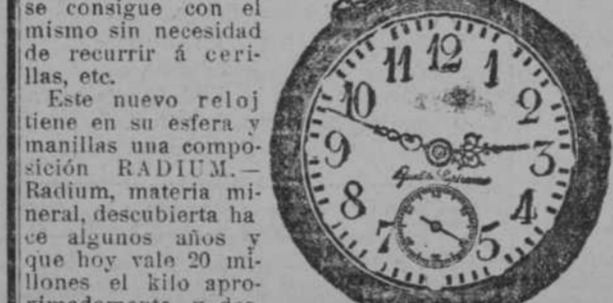 se consigue con el
mismo sin necesidad
de recurrir á ceri-
llas, etc.
Este nuevo reloj
tiene en su esfera y
manillas una compo-
sición RADIUM.—
Radium, materia mi-
neral, descubierta ha
ce algunos años y
que hoy vale 20 mi-
llones el kilo apro-
11 12 1
10 2
9 3
8 4
7 5